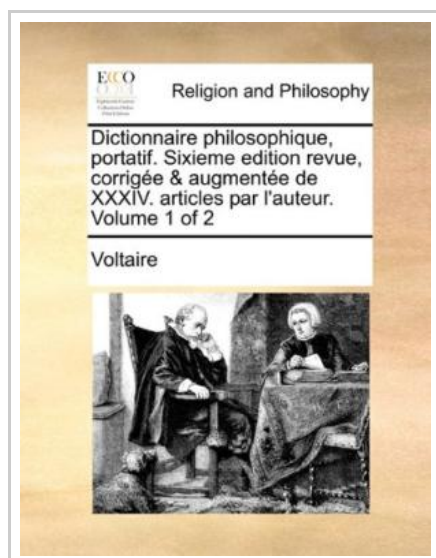 ECCO
Religion and Philosophy
Dictionnaire philosophique,
portatif. Sixieme edition revue,
corrigée & augmentée de
XXXIV. articles par l'auteur.
Volume 1 of 2
Voltaire